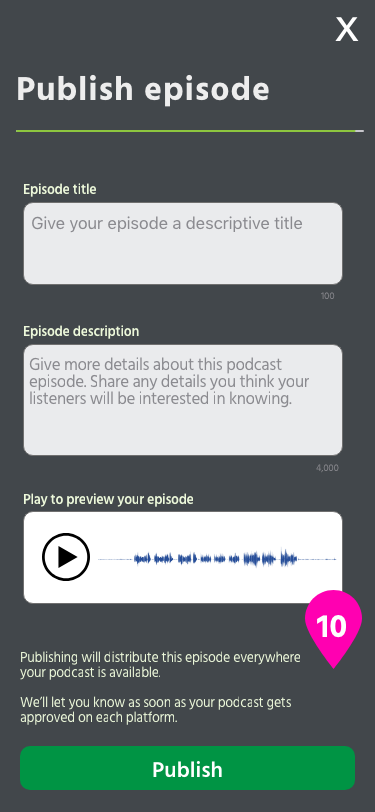 X
Publish episode
Episode title
Give your episode a descriptive title
100
Episode description
Give more details about this podcast
episode. Share any details you think your
listeners will be interested in knowing.
4,000
Play to preview your episode
10
Publishing will distribute this episode everywhere
your podcast is available.
We’ll let you know as soon as your podcast gets
approved on each platform.
Publish